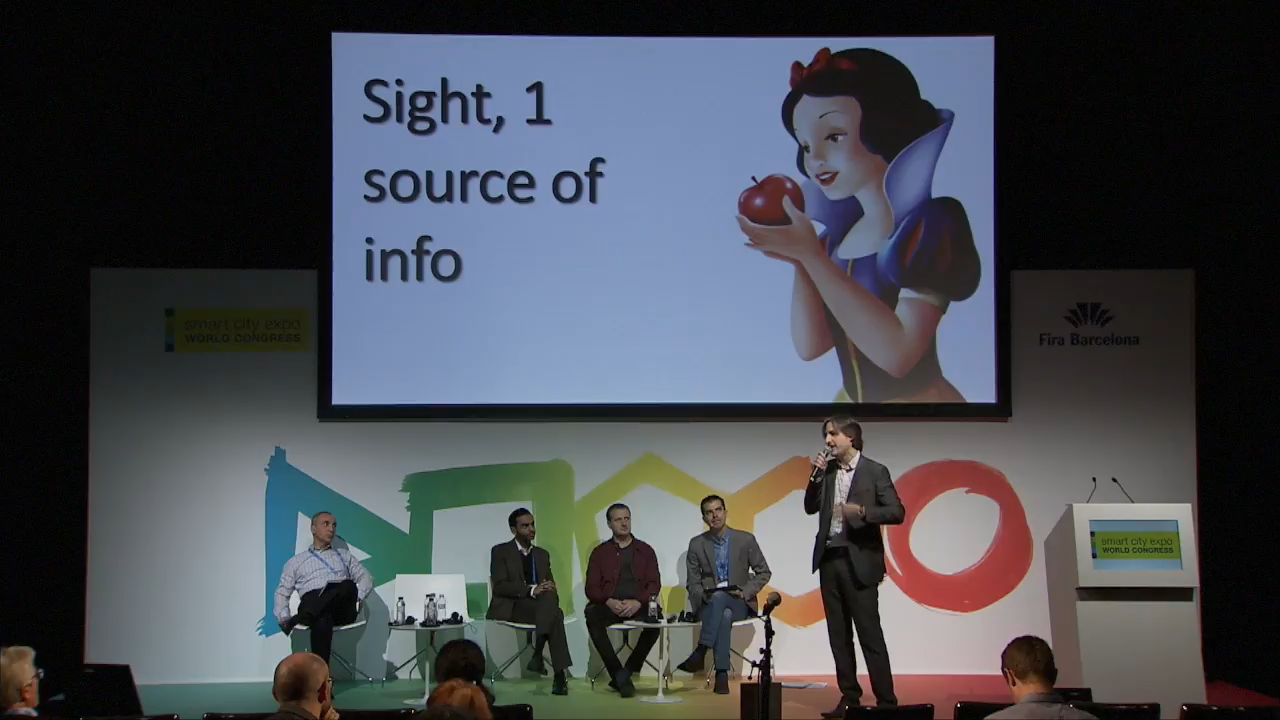 Sight, 1
source of
info
smart city expo
WORLD CONGRESS
Fira Barcelona
smart city expo
WORLD CONGRESS